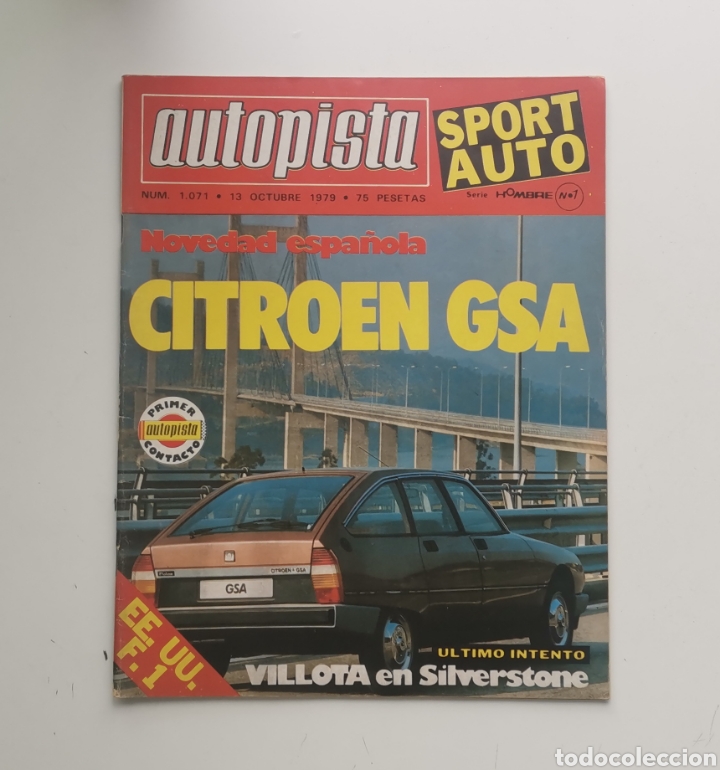 autopista
SPORT
AUTO
NUM. 1.071 • 13 OCTUBRE 1979 • 75 PESETAS
Serie HOMBRE Nº1
Novedad española
CITROEN GSA
PRIMER
autopista
CONTACTO
CITROEN • GSA
GSA
EE. UU.
F. 1
ULTIMO INTENTO
VILLOTA en Silverstone
todocoleccion